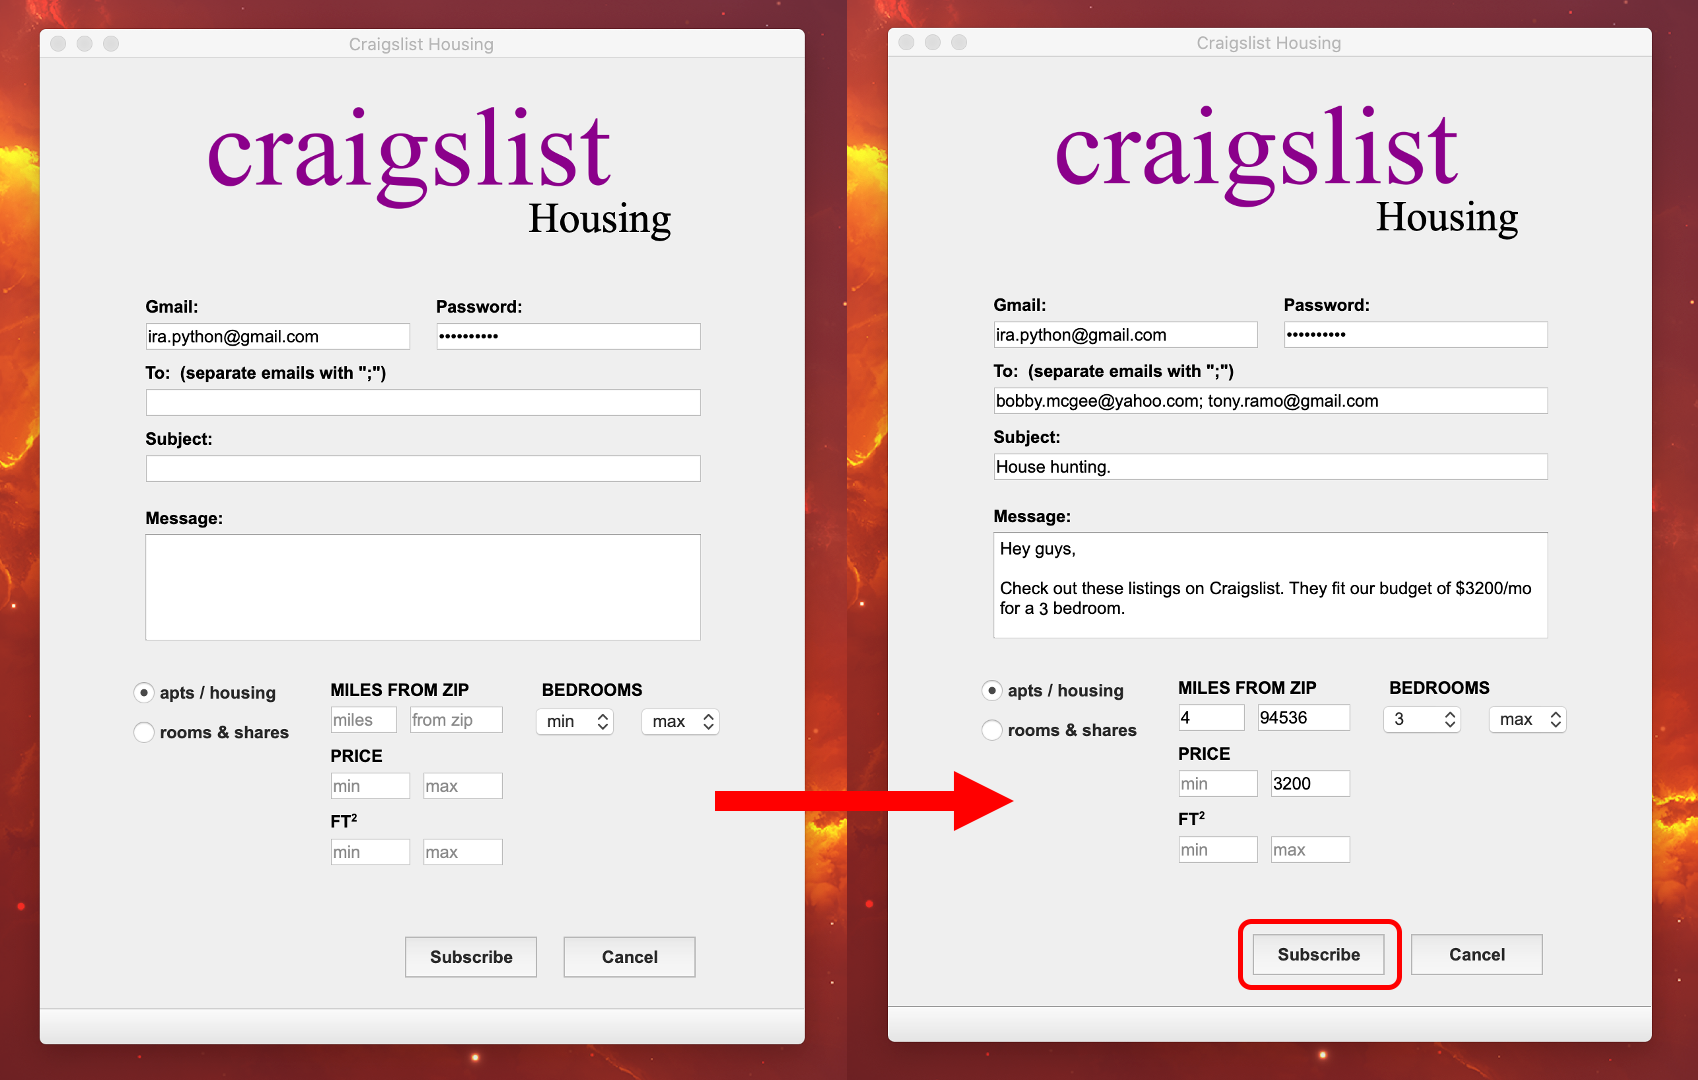 Craigslist Housing
craigslist
Housing
Gmail: Password:
ira.python@gmail.com ••••••••••
To: (separate emails with ";")
Subject:
Message:
apts / housing
rooms & shares
MILES FROM ZIP BEDROOMS
miles from zip min max
PRICE
min max
FT²
min max
Subscribe Cancel
Craigslist Housing
craigslist
Housing
Gmail: Password:
ira.python@gmail.com ••••••••••
To: (separate emails with ";")
bobby.mcgee@yahoo.com; tony.ramo@gmail.com
Subject:
House hunting.
Message:
Hey guys,
Check out these listings on Craigslist. They fit our budget of $3200/mo
for a 3 bedroom.
apts / housing
rooms & shares
MILES FROM ZIP BEDROOMS
4 94536 3 max
PRICE
min 3200
FT²
min max
Subscribe Cancel